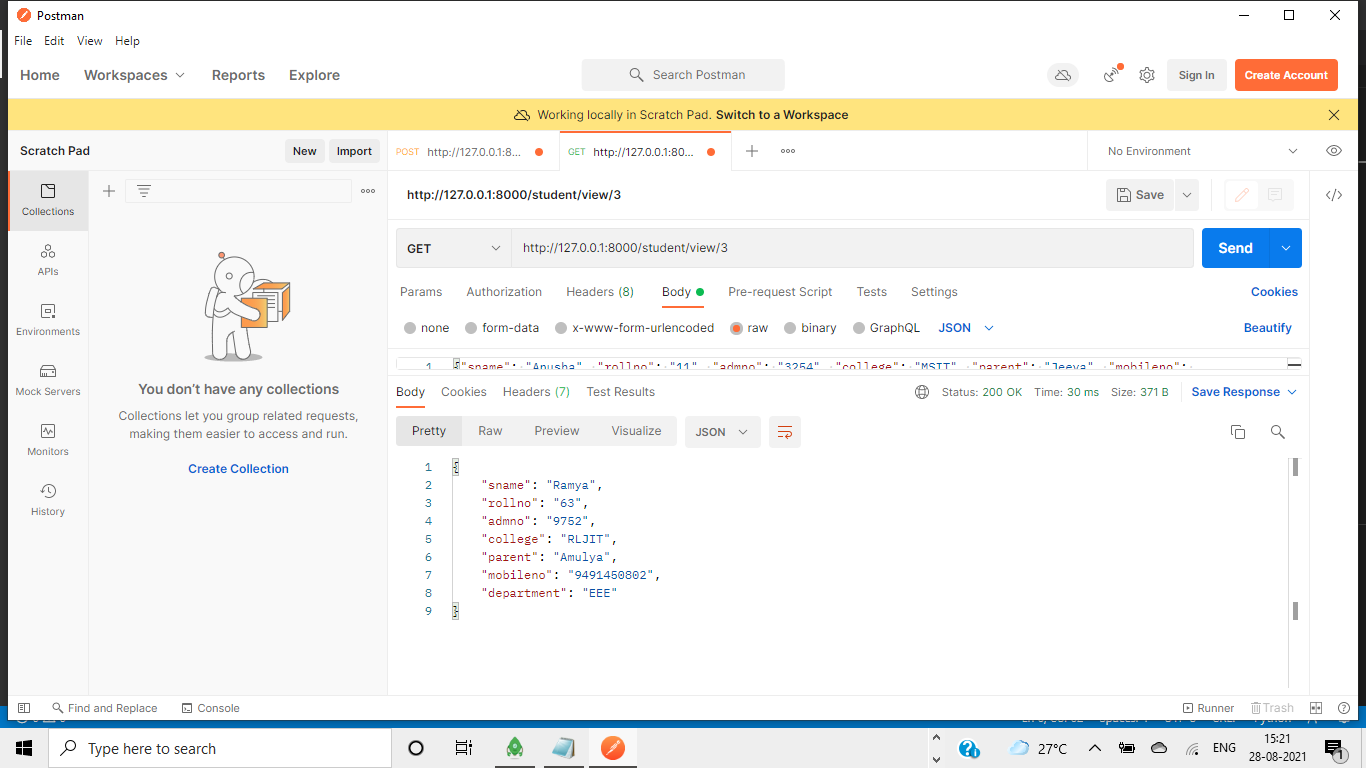 Postman
File Edit View Help
Home Workspaces Reports Explore Search Postman Sign In Create Account
Working locally in Scratch Pad. Switch to a Workspace
Scratch Pad New Import
POST http://127.0.0.1:8... GET http://127.0.0.1:80... No Environment
Collections
APIs
Environments
Mock Servers
Monitors
History
You don't have any collections
Collections let you group related requests,
making them easier to access and run.
Create Collection
http://127.0.0.1:8000/student/view/3 Save
GET http://127.0.0.1:8000/student/view/3 Send
Params Authorization Headers (8) Body Pre-request Script Tests Settings Cookies
none form-data x-www-form-urlencoded raw binary GraphQL JSON Beautify
1 {"sname": "Anusha" "rollno": "11" "admno": "3254" "college": "MSIT" "parent": "Jeeva" "mobileno":
Body Cookies Headers (7) Test Results Status: 200 OK Time: 30 ms Size: 371 B Save Response
Pretty Raw Preview Visualize JSON
1 {
2 "sname": "Ramya",
3 "rollno": "63",
4 "admno": "9752",
5 "college": "RLJIT",
6 "parent": "Amulya",
7 "mobileno": "9491450802",
8 "department": "EEE"
9 }
Find and Replace Console Runner Trash
Type here to search 27°C ENG 15:21
28-08-2021 1